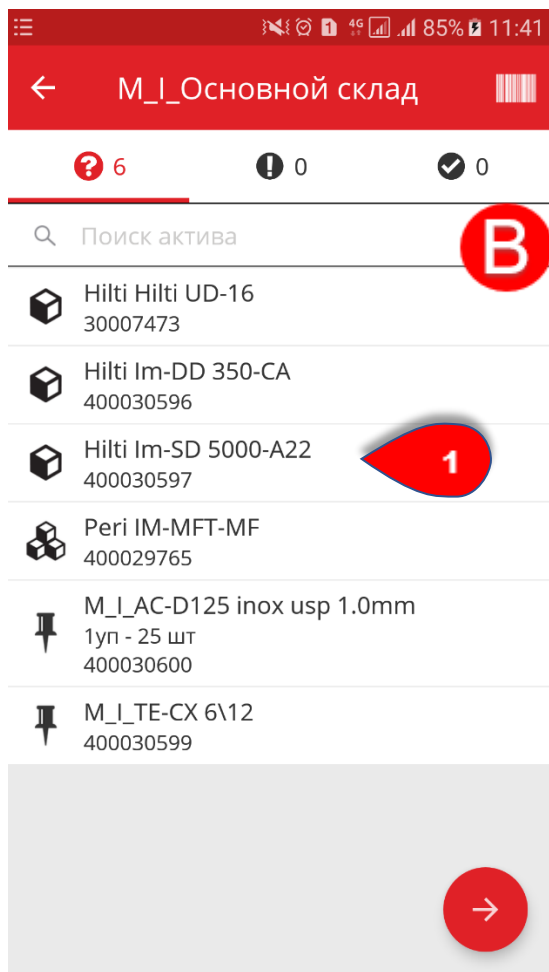 1 4G 85% 11:41
M_I_Основной склад
? 6 ! 0 0
Поиск актива
B
Hilti Hilti UD-16
30007473
Hilti Im-DD 350-CA
400030596
Hilti Im-SD 5000-A22
400030597
1
Peri IM-MFT-MF
400029765
M_I_AC-D125 inox usp 1.0mm
1уп - 25 шт
400030600
M_I_TE-CX 6\12
400030599